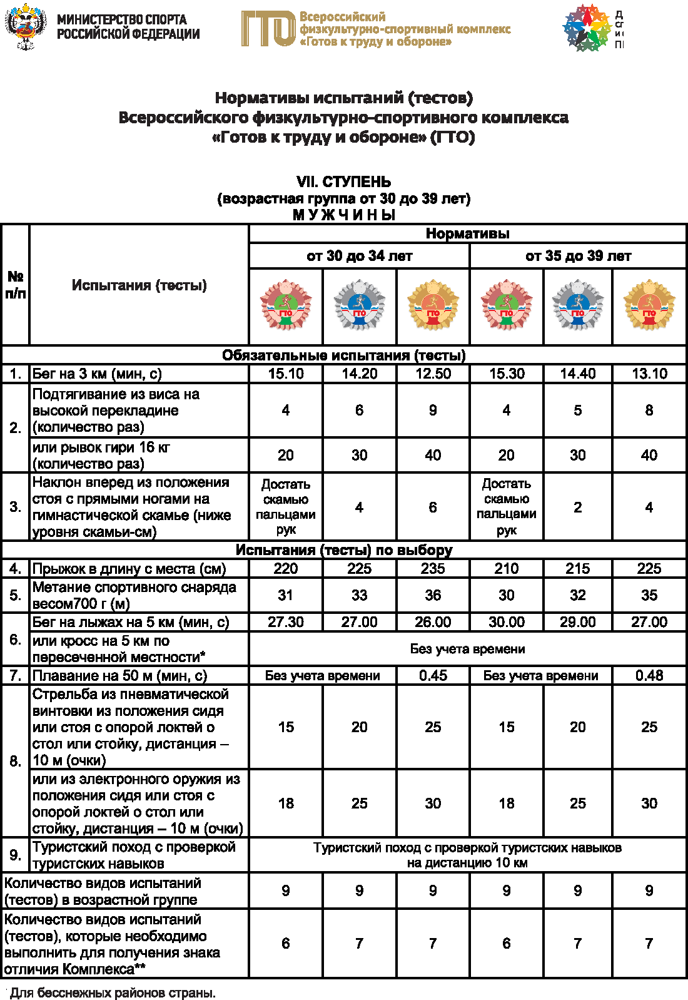 МИНИСТЕРСТВО СПОРТА
РОССИЙСКОЙ ФЕДЕРАЦИИ
ГТО
Всероссийский
физкультурно-спортивный комплекс
«Готов к труду и обороне»
Нормативы испытаний (тестов)
Всероссийского физкультурно-спортивного комплекса
«Готов к труду и обороне» (ГТО)
VII. СТУПЕНЬ
(возрастная группа от 30 до 39 лет)
М У Ж Ч И Н Ы
№
п/п
Испытания (тесты)
Нормативы
от 30 до 34 лет
от 35 до 39 лет
ГТО ГТО ГТО ГТО ГТО ГТО
Обязательные испытания (тесты)
1. Бег на 3 км (мин, с) 15.10 14.20 12.50 15.30 14.40 13.10
2.
Подтягивание из виса на
высокой перекладине
(количество раз)
4 6 9 4 5 8
или рывок гири 16 кг
(количество раз)
20 30 40 20 30 40
3.
Наклон вперед из положения
стоя с прямыми ногами на
гимнастической скамье (ниже
уровня скамьи-см)
Достать
скамью
пальцами
рук
4 6
Достать
скамью
пальцами
рук
2 4
Испытания (тесты) по выбору
4. Прыжок в длину с места (см) 220 225 235 210 215 225
5.
Метание спортивного снаряда
весом700 г (м)
31 33 36 30 32 35
6.
Бег на лыжах на 5 км (мин, с) 27.30 27.00 26.00 30.00 29.00 27.00
или кросс на 5 км по
пересеченной местности*
Без учета времени
7. Плавание на 50 м (мин, с) Без учета времени 0.45 Без учета времени 0.48
8.
Стрельба из пневматической
винтовки из положения сидя
или стоя с опорой локтей о
стол или стойку, дистанция –
10 м (очки)
15 20 25 15 20 25
или из электронного оружия из
положения сидя или стоя с
опорой локтей о стол или
стойку, дистанция – 10 м (очки)
18 25 30 18 25 30
9.
Туристский поход с проверкой
туристских навыков
Туристский поход с проверкой туристских навыков
на дистанцию 10 км
Количество видов испытаний
(тестов) в возрастной группе
9 9 9 9 9 9
Количество видов испытаний
(тестов), которые необходимо
выполнить для получения знака
отличия Комплекса**
6 7 7 6 7 7
Для бесснежных районов страны.